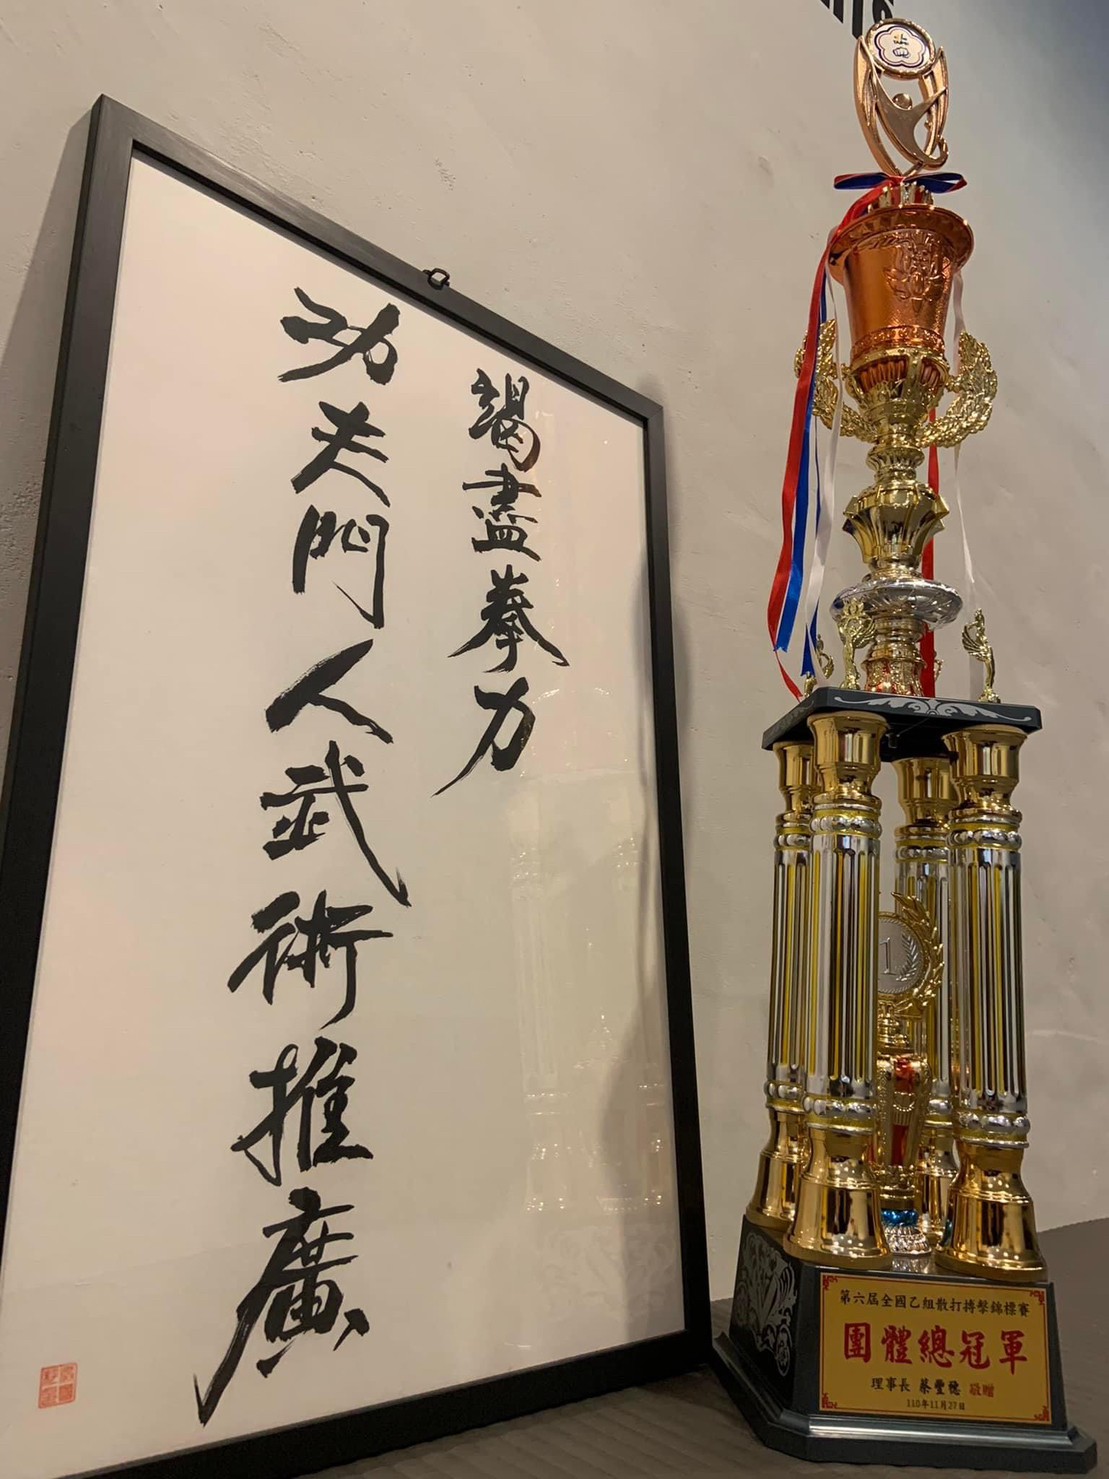 竭盡拳力
功夫門人武術推廣
1
第六屆全國乙組散打搏擊錦標賽
團體總冠軍
理事長 蔡豐穗 敬贈
110年11月27日